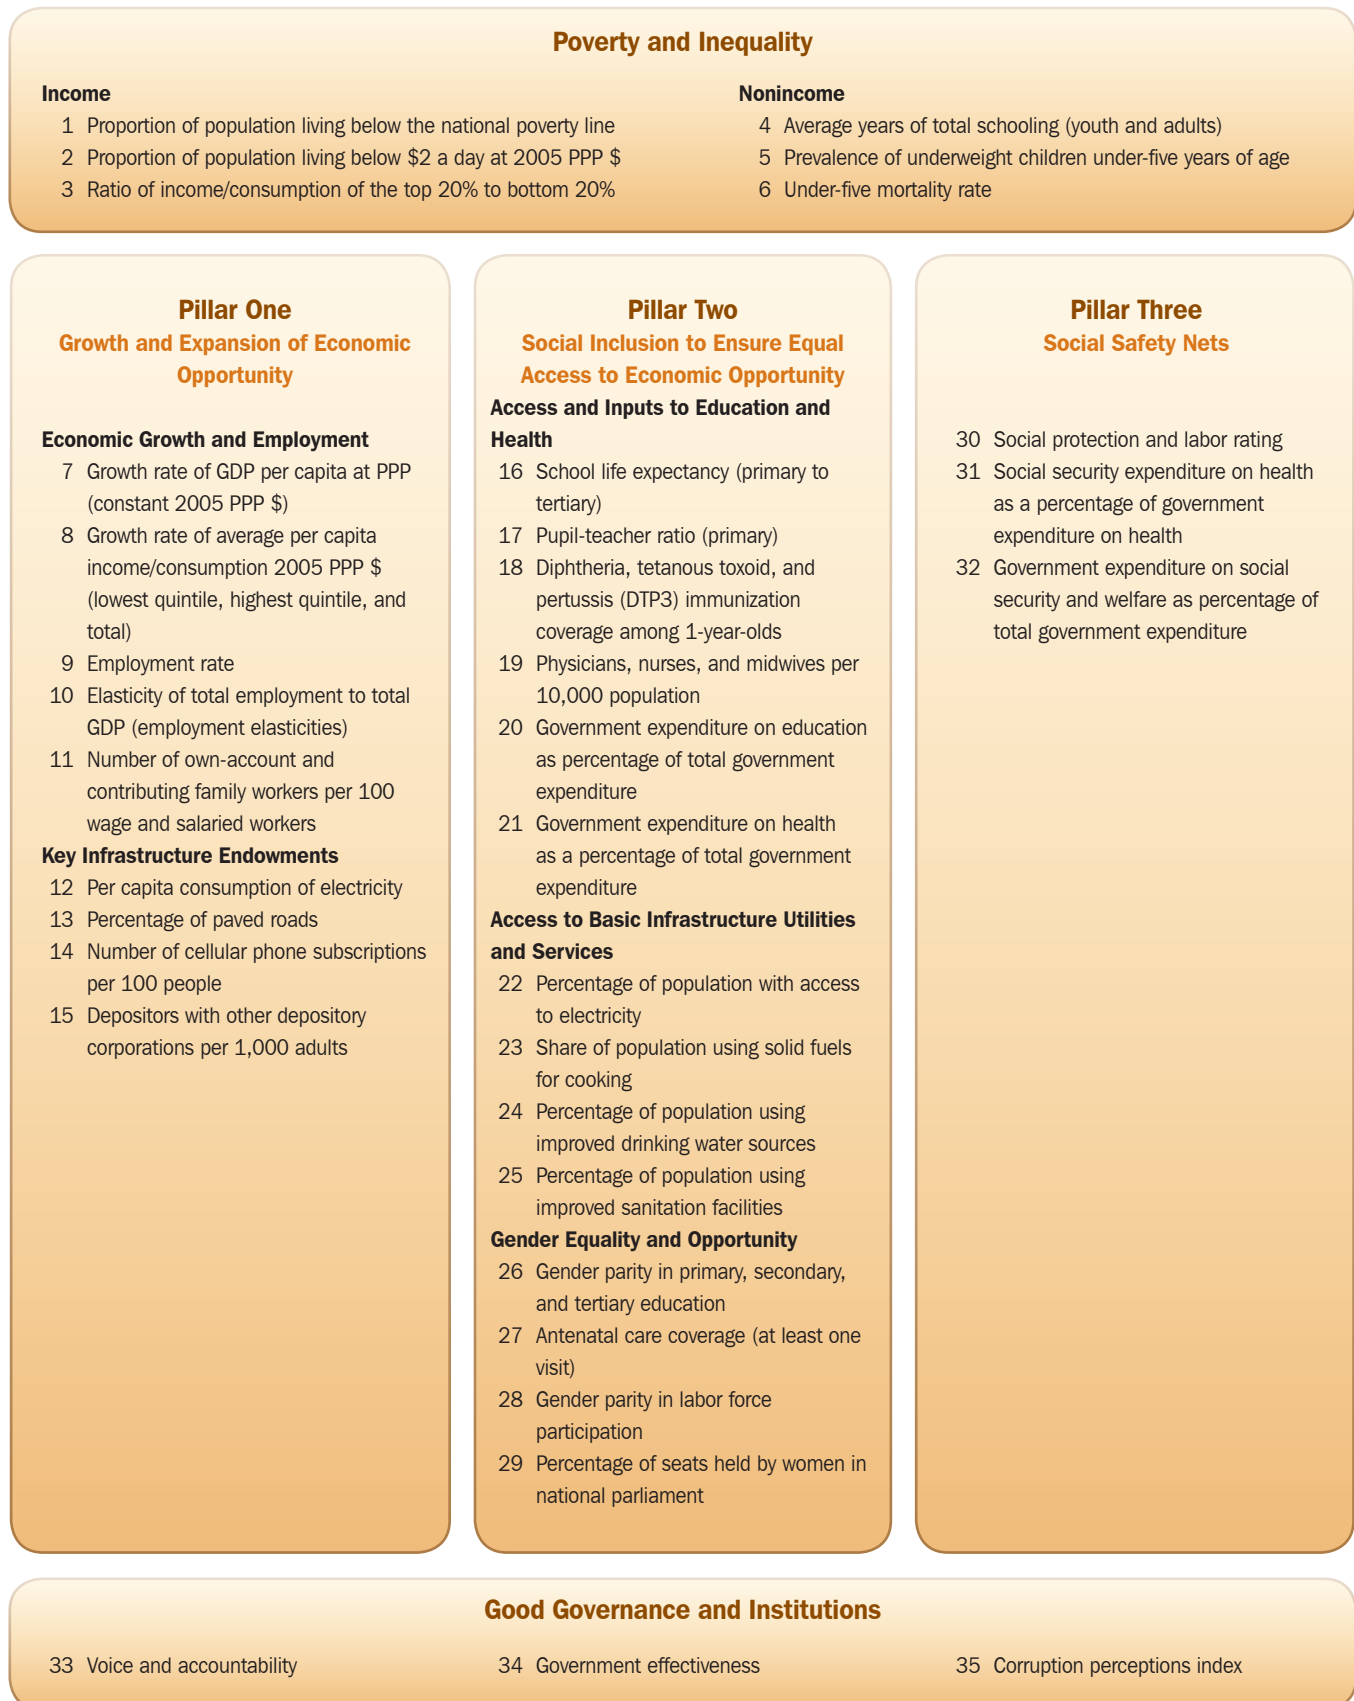 Poverty and Inequality
Income
1 Proportion of population living below the national poverty line
2 Proportion of population living below $2 a day at 2005 PPP $
3 Ratio of income/consumption of the top 20% to bottom 20%
Nonincome
4 Average years of total schooling (youth and adults)
5 Prevalence of underweight children under-five years of age
6 Under-five mortality rate
Pillar One
Growth and Expansion of Economic
Opportunity
Economic Growth and Employment
7 Growth rate of GDP per capita at PPP
(constant 2005 PPP $)
8 Growth rate of average per capita
income/consumption 2005 PPP $
(lowest quintile, highest quintile, and
total)
9 Employment rate
10 Elasticity of total employment to total
GDP (employment elasticities)
11 Number of own-account and
contributing family workers per 100
wage and salaried workers
Key Infrastructure Endowments
12 Per capita consumption of electricity
13 Percentage of paved roads
14 Number of cellular phone subscriptions
per 100 people
15 Depositors with other depository
corporations per 1,000 adults
Pillar Two
Social Inclusion to Ensure Equal
Access to Economic Opportunity
Access and Inputs to Education and
Health
16 School life expectancy (primary to
tertiary)
17 Pupil-teacher ratio (primary)
18 Diphtheria, tetanous toxoid, and
pertussis (DTP3) immunization
coverage among 1-year-olds
19 Physicians, nurses, and midwives per
10,000 population
20 Government expenditure on education
as percentage of total government
expenditure
21 Government expenditure on health
as a percentage of total government
expenditure
Access to Basic Infrastructure Utilities
and Services
22 Percentage of population with access
to electricity
23 Share of population using solid fuels
for cooking
24 Percentage of population using
improved drinking water sources
25 Percentage of population using
improved sanitation facilities
Gender Equality and Opportunity
26 Gender parity in primary, secondary,
and tertiary education
27 Antenatal care coverage (at least one
visit)
28 Gender parity in labor force
participation
29 Percentage of seats held by women in
national parliament
Pillar Three
Social Safety Nets
30 Social protection and labor rating
31 Social security expenditure on health
as a percentage of government
expenditure on health
32 Government expenditure on social
security and welfare as percentage of
total government expenditure
Good Governance and Institutions
33 Voice and accountability
34 Government effectiveness
35 Corruption perceptions index